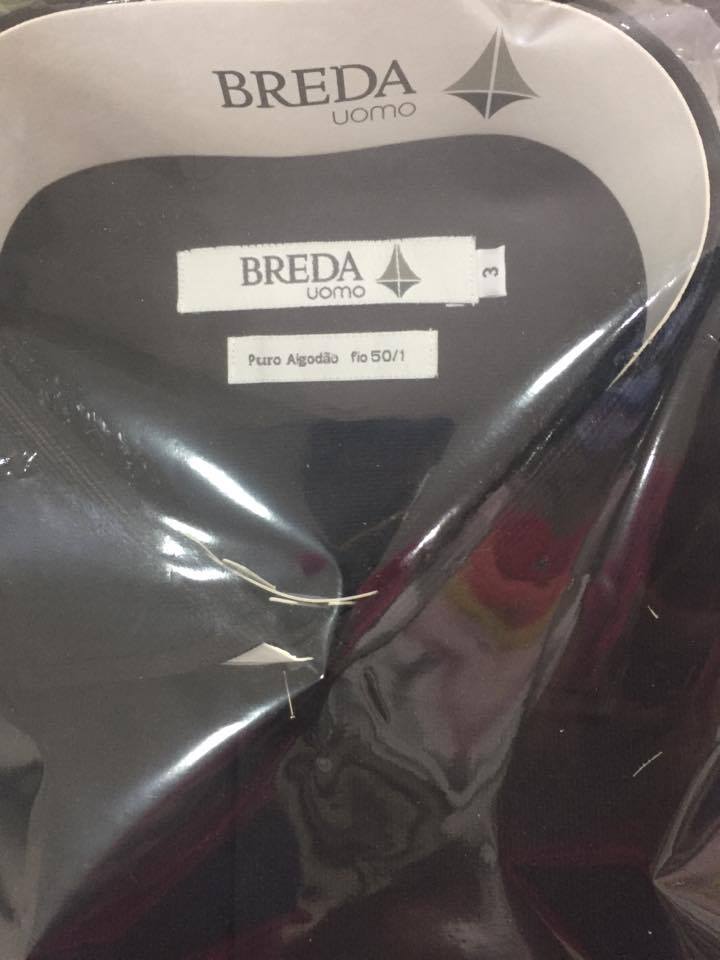 BREDA
uomo
BREDA
uomo
3
Puro Algodão fio 50/1